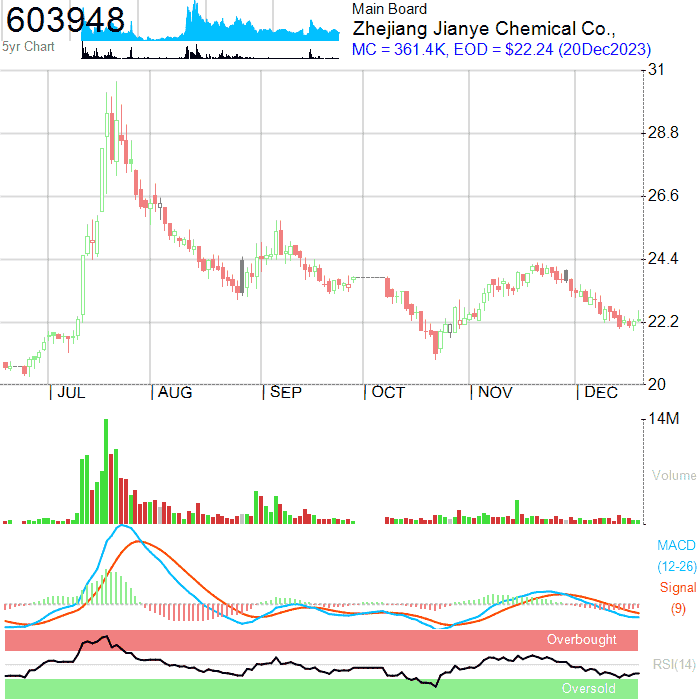 603948
5yr Chart
Main Board
Zhejiang Jianye Chemical Co.,
MC = 361.4K, EOD = $22.24 (20Dec2023)
31
28.8
26.6
24.4
22.2
20
| JUL | AUG | SEP | OCT | NOV | DEC
14M
Volume
MACD
(12-26)
Signal
(9)
Overbought
RSI(14)
Oversold